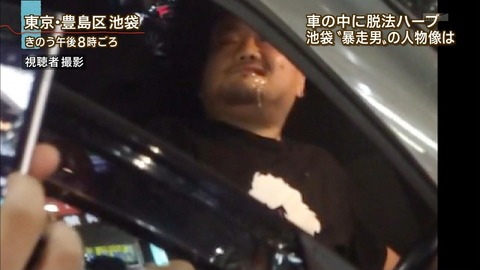 東京・豊島区池袋
きのう午後8時ごろ
視聴者撮影
車の中に脱法ハーブ
池袋〝暴走男〟の人物像は